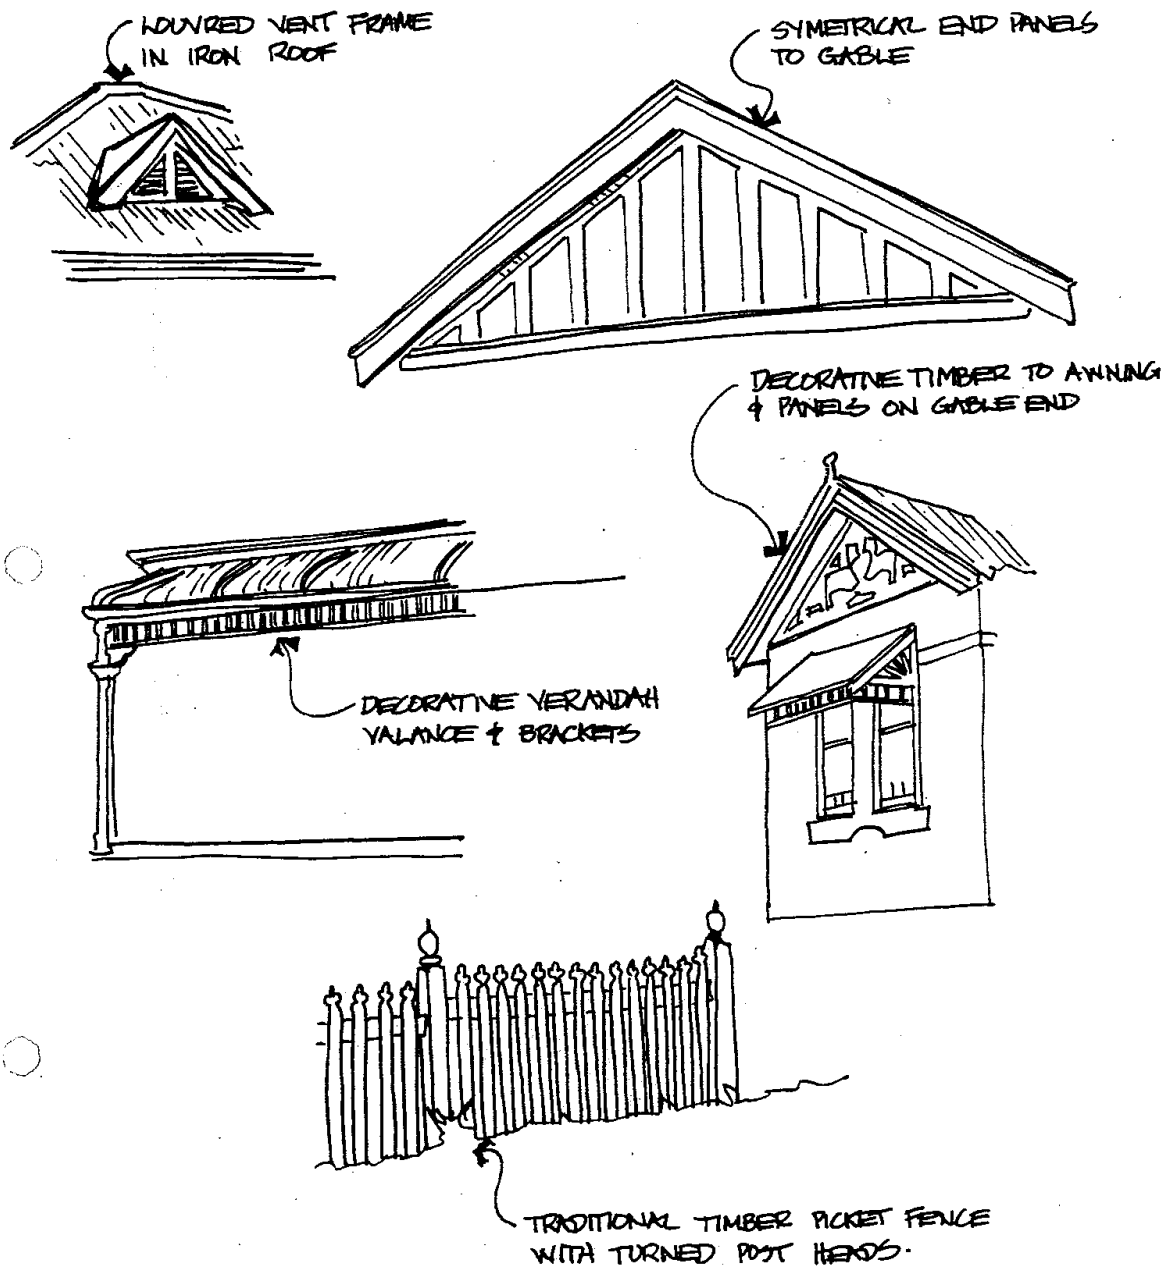 LOUVRED VENT FRAME
IN IRON ROOF
SYMETRICAL END PANELS
TO GABLE
DECORATIVE TIMBER TO AWNING
& PANELS ON GABLE END
DECORATIVE VERANDAH
VALANCE & BRACKETS
TRADITIONAL TIMBER PICKET FENCE
WITH TURNED POST HEADS.